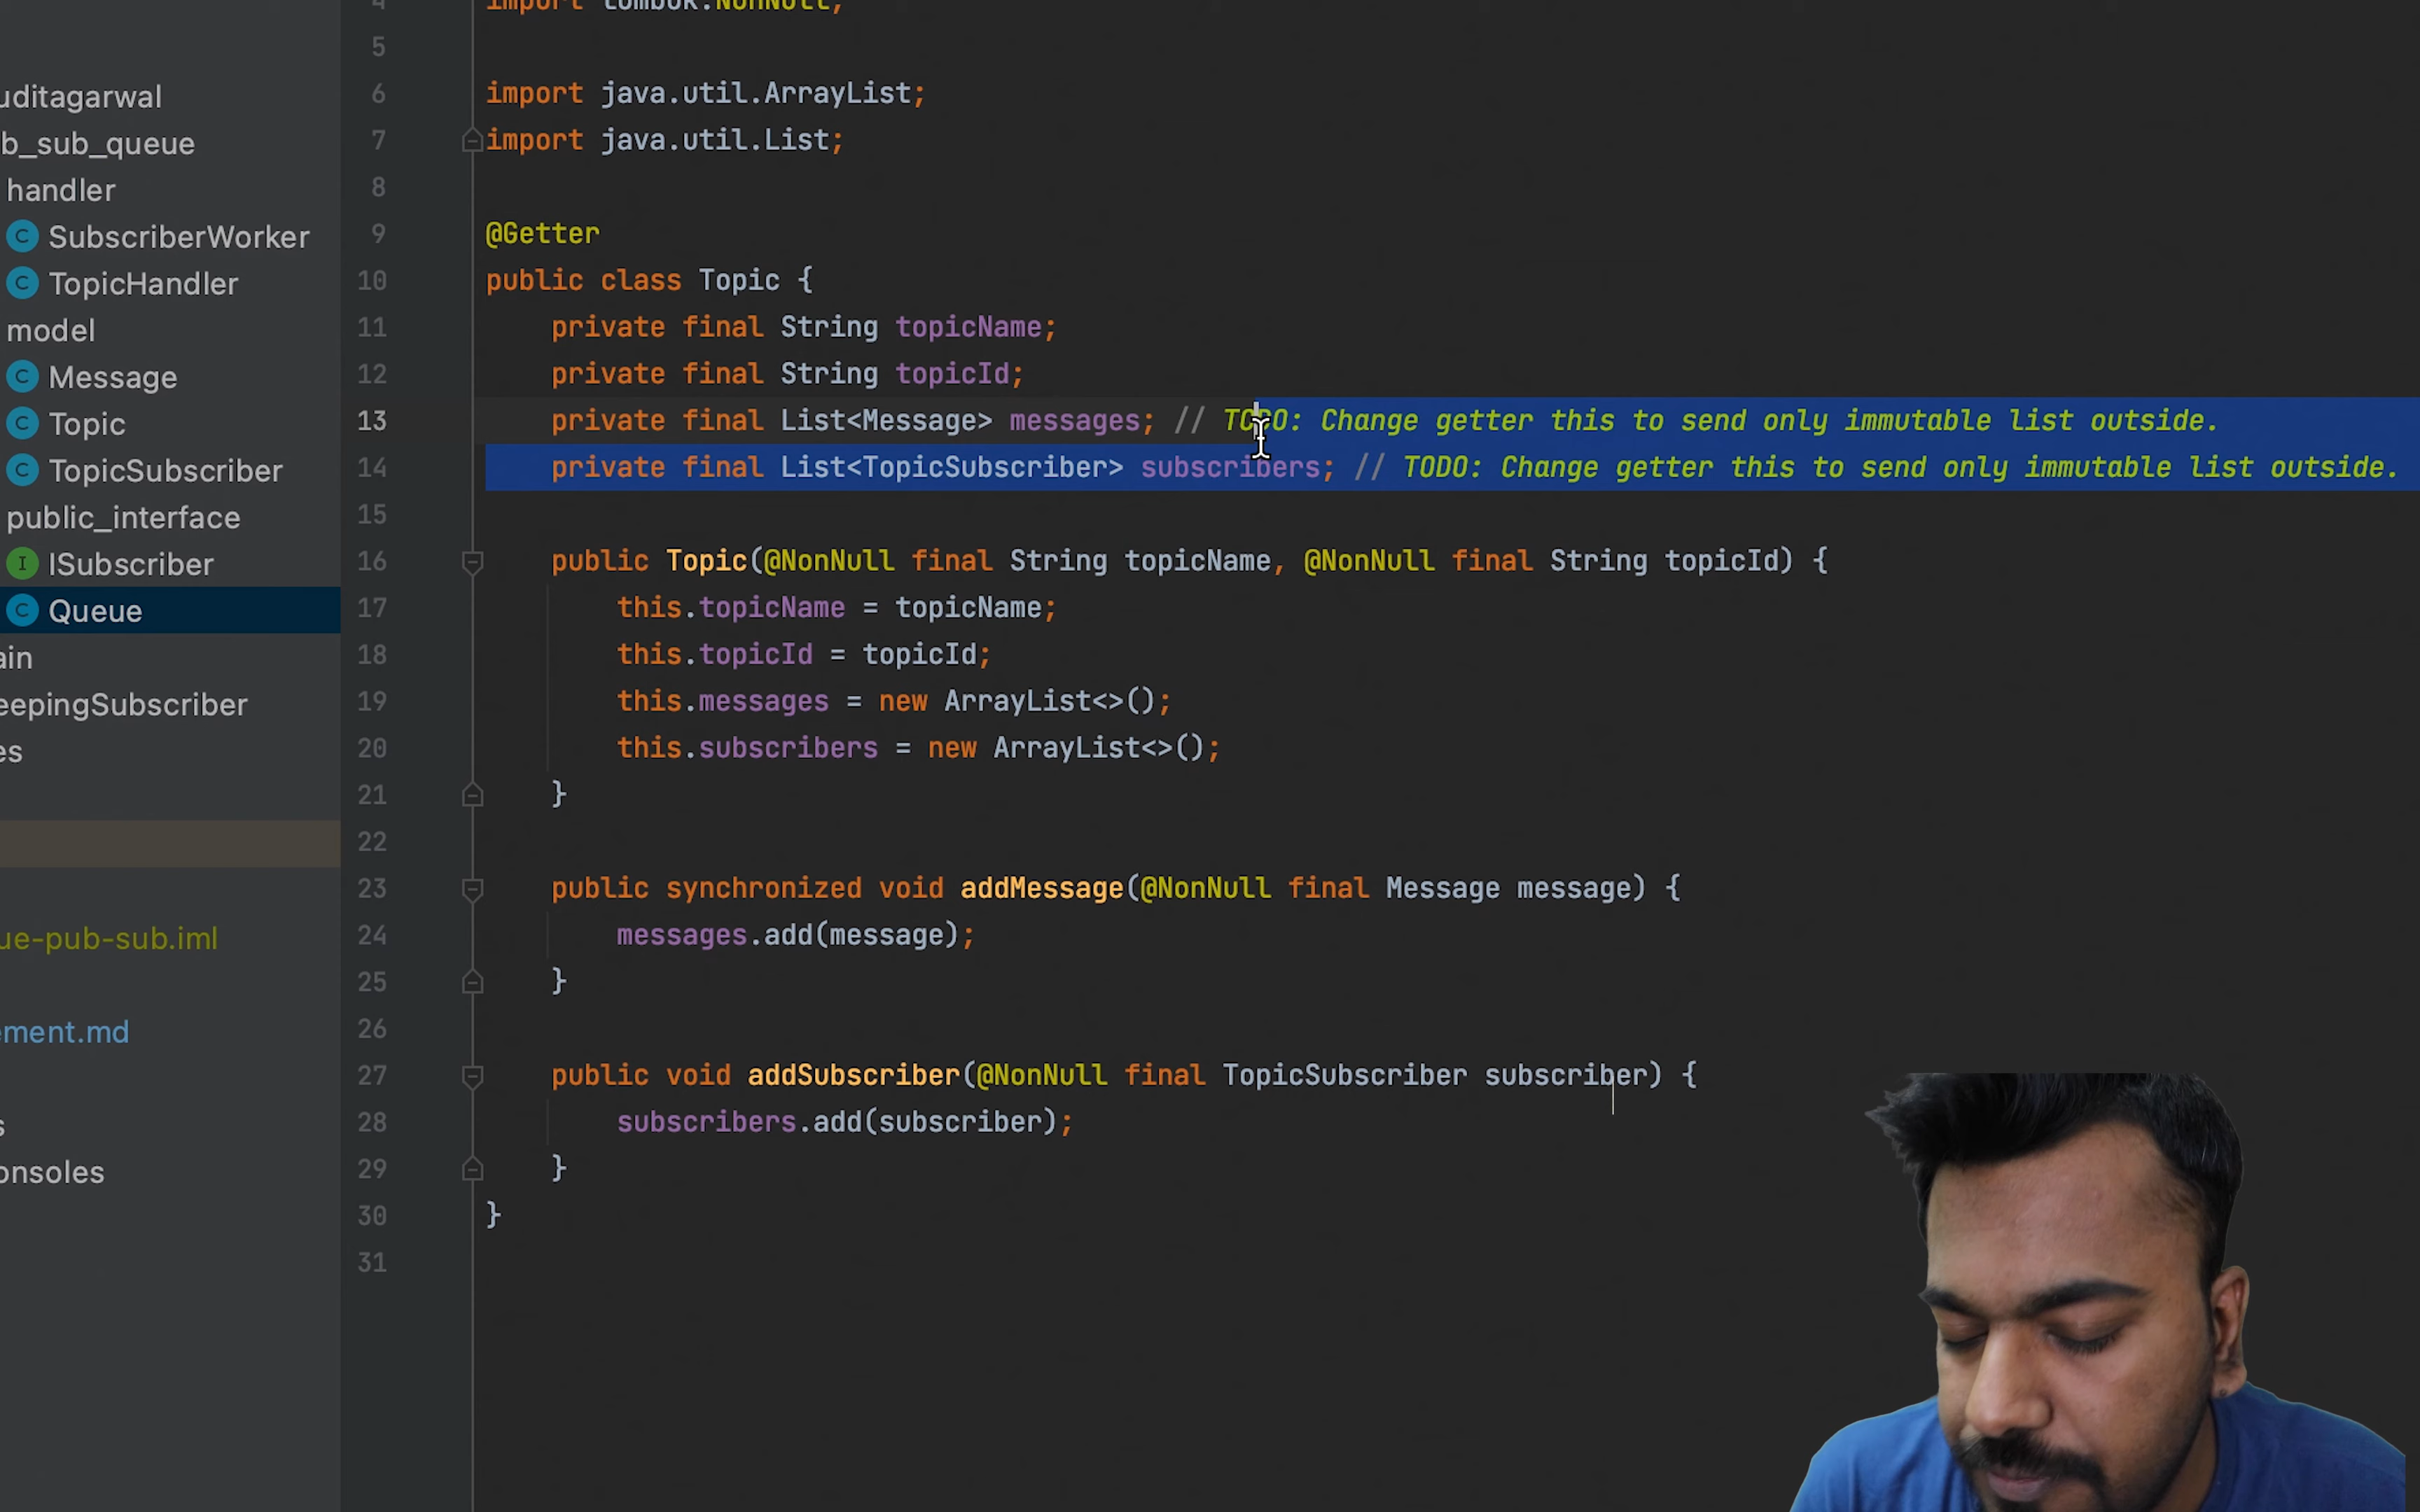 uditagarwal
b_sub_queue
handler
SubscriberWorker
TopicHandler
model
Message
Topic
TopicSubscriber
public_interface
ISubscriber
Queue
ain
eepingSubscriber
es
ue-pub-sub.iml
ement.md
s
onsoles
4 import lombok.NonNull;
5
6 import java.util.ArrayList;
7 import java.util.List;
8
9 @Getter
10 public class Topic {
11 private final String topicName;
12 private final String topicId;
13 private final List<Message> messages; // TODO: Change getter this to send only immutable list outside.
14 private final List<TopicSubscriber> subscribers; // TODO: Change getter this to send only immutable list outside.
15
16 public Topic(@NonNull final String topicName, @NonNull final String topicId) {
17 this.topicName = topicName;
18 this.topicId = topicId;
19 this.messages = new ArrayList<>();
20 this.subscribers = new ArrayList<>();
21 }
22
23 public synchronized void addMessage(@NonNull final Message message) {
24 messages.add(message);
25 }
26
27 public void addSubscriber(@NonNull final TopicSubscriber subscriber) {
28 subscribers.add(subscriber);
29 }
30 }
31